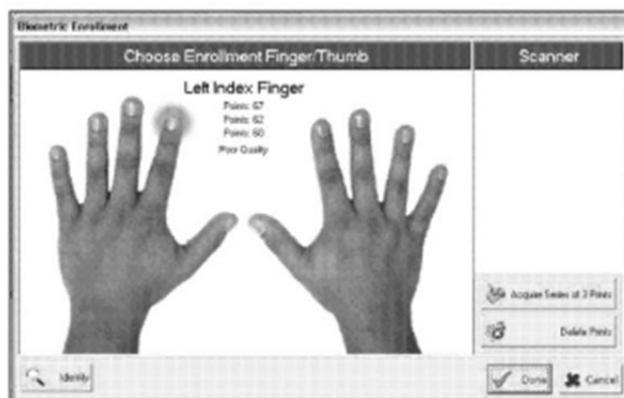 Biometric Enrollment
Choose Enrollment Finger/Thumb
Scanner
Left Index Finger
Points: 67
Points: 62
Points: 60
Poor Quality
Acquire Series of 3 Prints
Delete Prints
Identify
Done
Cancel